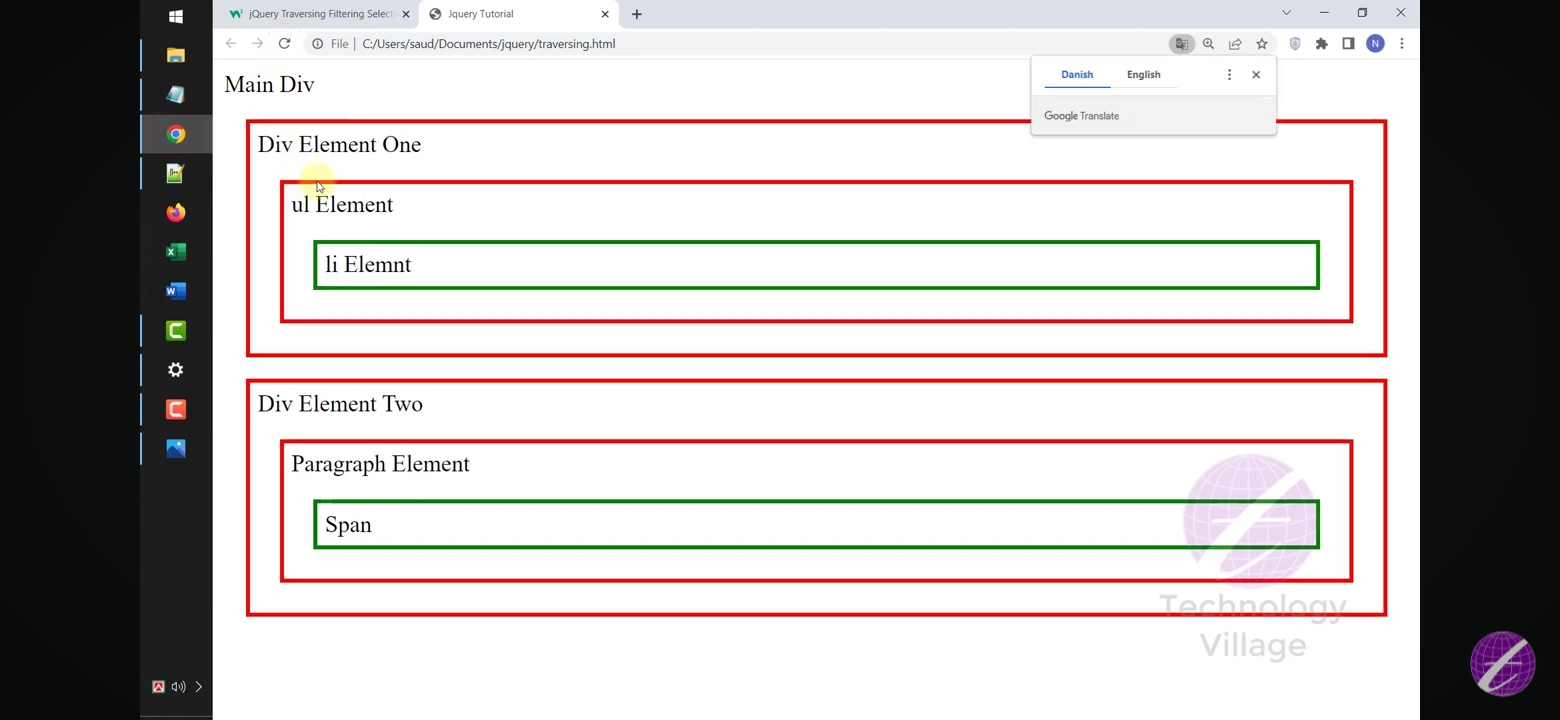 jQuery Traversing Filtering Select
Jquery Tutorial
File
C:/Users/saud/Documents/jquery/traversing.html
N
Danish
English
Google Translate
Main Div
Div Element One
ul Element
li Elemnt
Div Element Two
Paragraph Element
Span
Technology
Village